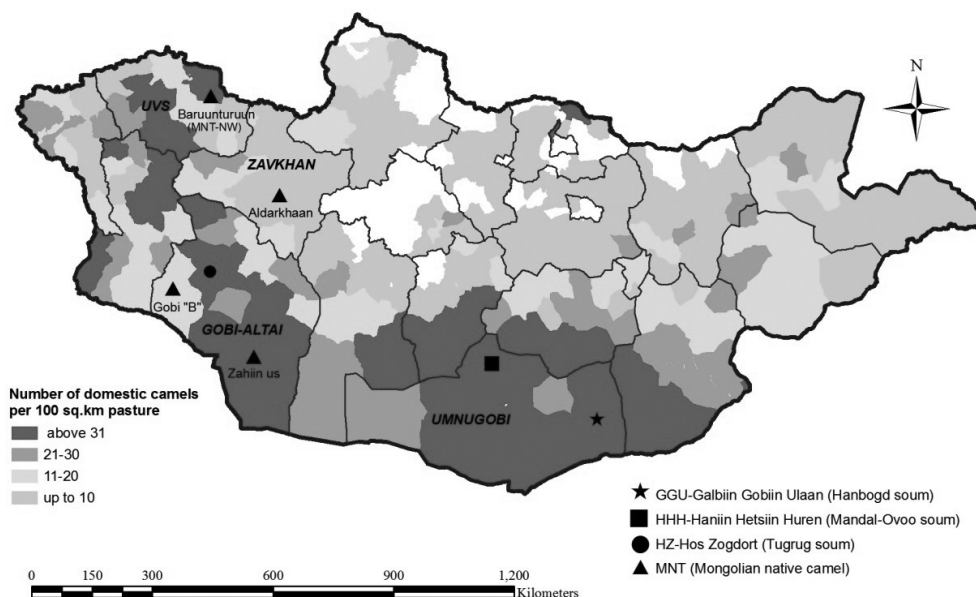 N
UVS
Baruunturuun
(MNT-NW)
ZAVKHAN
Aldarkhaan
Gobi "B"
GOBI-ALTAI
Zahiin us
UMNUGOBI
Number of domestic camels
per 100 sq.km pasture
above 31
21-30
11-20
up to 10
GGU-Galbiin Gobiin Ulaan (Hanbogd soum)
HHH-Haniin Hetsiin Huren (Mandal-Ovoo soum)
HZ-Hos Zogdort (Tugrug soum)
MNT (Mongolian native camel)
0 150 300 600 900 1,200
Kilometers